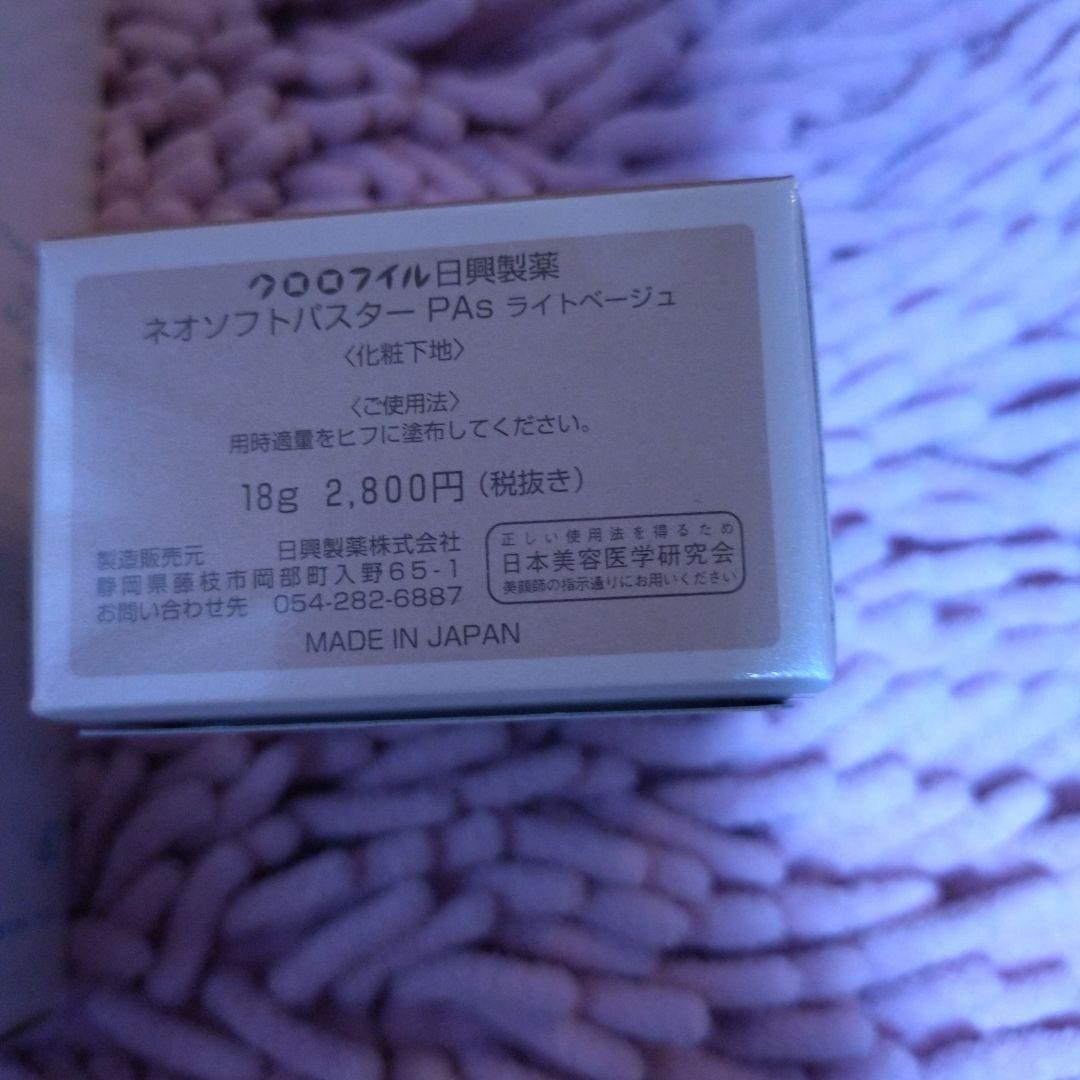 クロロフイル日興製薬
ネオソフトバスター PAs ライトベージュ
〈化粧下地〉
〈ご使用法〉
用時適量をヒフに塗布してください。
18g 2,800円(税抜き)
製造販売元 日興製薬株式会社
静岡県藤枝市岡部町入野65-1
お問い合わせ先 054-282-6887
正しい使用法を得るため
日本美容医学研究会
美顔師の指示通りにお用いください
MADE IN JAPAN